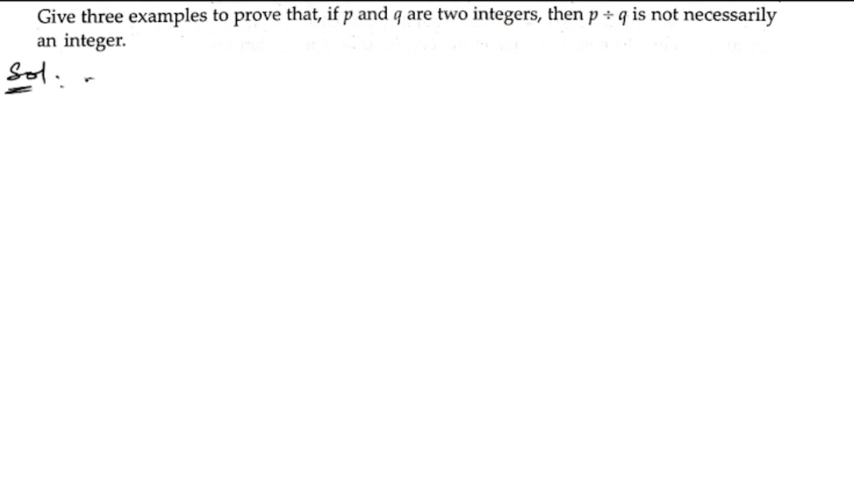 Give three examples to prove that, if p and q are two integers, then p ÷ q is not necessarily
an integer.
Sol: -